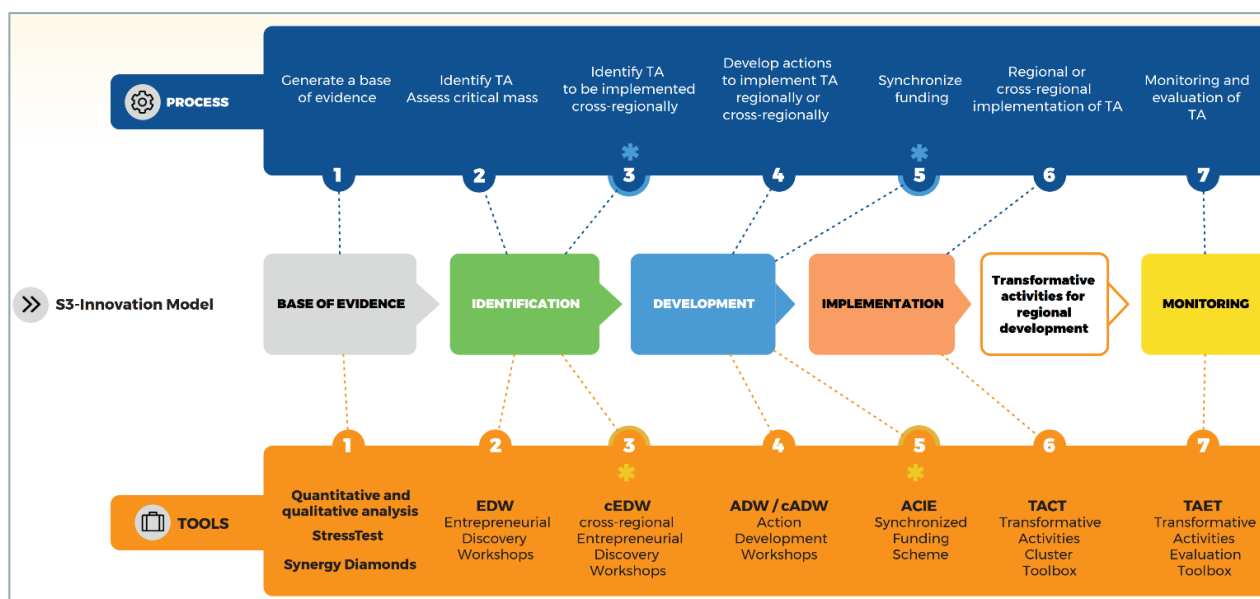 PROCESS
Generate a base
of evidence
Identify TA
Assess critical mass
Identify TA
to be implemented
cross-regionally
Develop actions
to implement TA
regionally or
cross-regionally
Synchronize
funding
Regional or
cross-regional
implementation of TA
Monitoring and
evaluation of
TA
1
2
3
4
5
6
7
S3-Innovation Model
BASE OF EVIDENCE
IDENTIFICATION
DEVELOPMENT
IMPLEMENTATION
Transformative
activities for
regional
development
MONITORING
1
2
3
4
5
6
7
TOOLS
Quantitative and
qualitative analysis
StressTest
Synergy Diamonds
EDW
Entrepreneurial
Discovery
Workshops
cEDW
cross-regional
Entrepreneurial
Discovery
Workshops
ADW / cADW
Action
Development
Workshops
ACIE
Synchronized
Funding
Scheme
TACT
Transformative
Activities
Cluster
Toolbox
TAET
Transformative
Activities
Evaluation
Toolbox